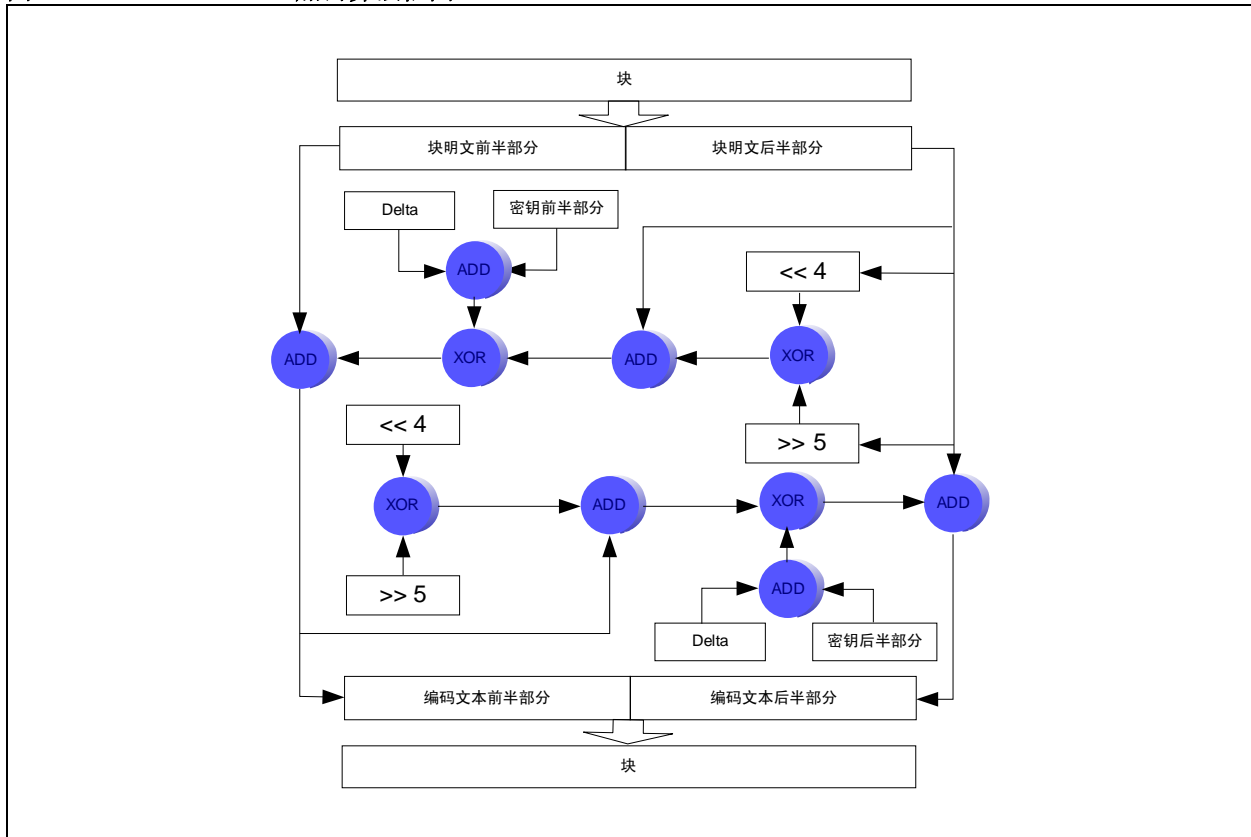 块
块明文前半部分
块明文后半部分
Delta
密钥前半部分
ADD
<< 4
ADD
XOR
ADD
XOR
<< 4
>> 5
XOR
ADD
XOR
ADD
>> 5
ADD
Delta
密钥后半部分
编码文本前半部分
编码文本后半部分
块